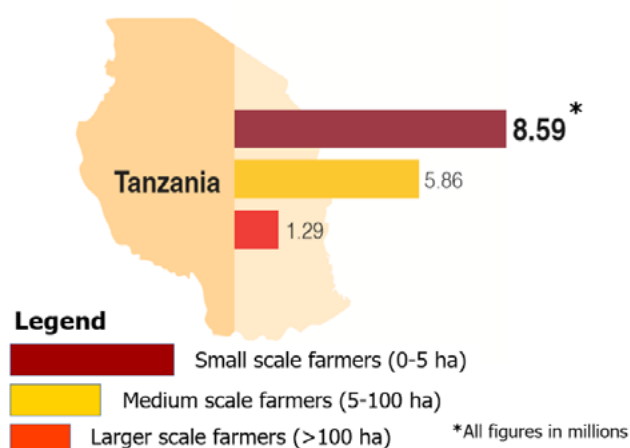 8.59*
Tanzania
5.86
1.29
Legend
Small scale farmers (0-5 ha)
Medium scale farmers (5-100 ha)
Larger scale farmers (>100 ha)
*All figures in millions